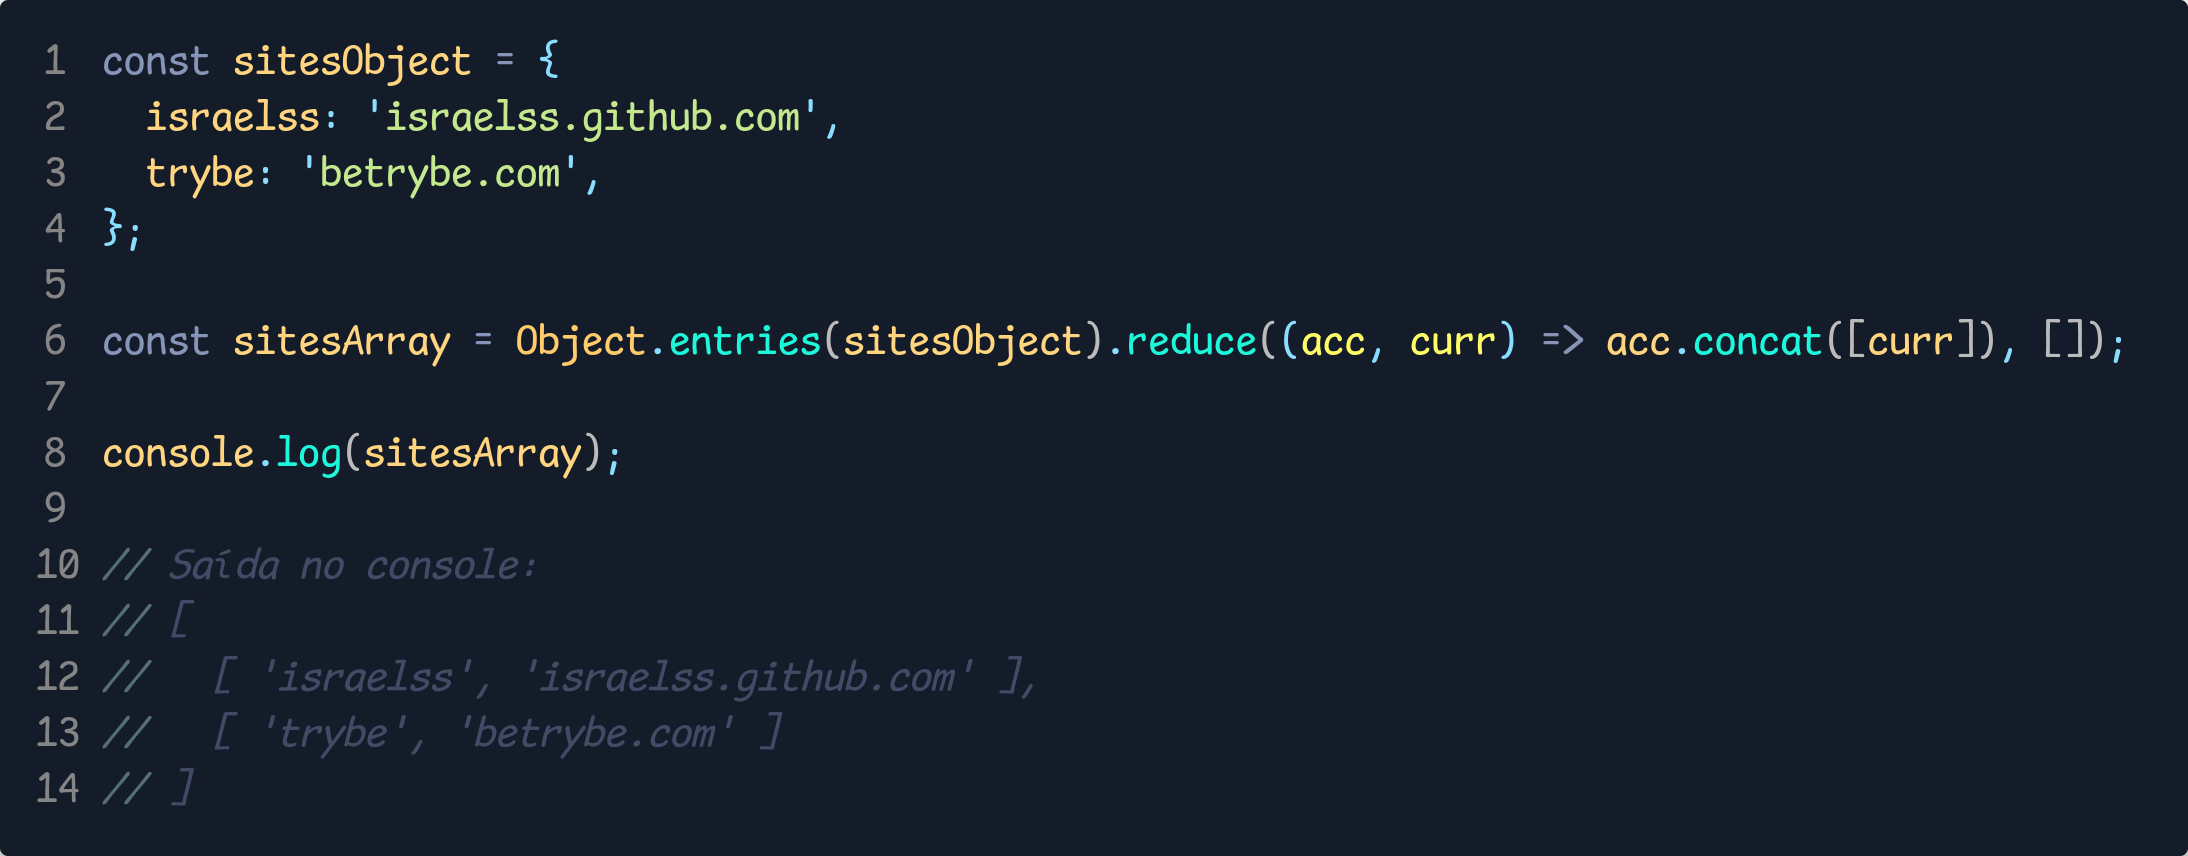 1 const sitesObject = {
2   israelss: 'israelss.github.com',
3   trybe: 'betrybe.com',
4 };
5
6 const sitesArray = Object.entries(sitesObject).reduce((acc, curr) => acc.concat([curr]), []);
7
8 console.log(sitesArray);
9
10 // Saída no console:
11 // [
12 //   [ 'israelss', 'israelss.github.com' ],
13 //   [ 'trybe', 'betrybe.com' ]
14 // ]